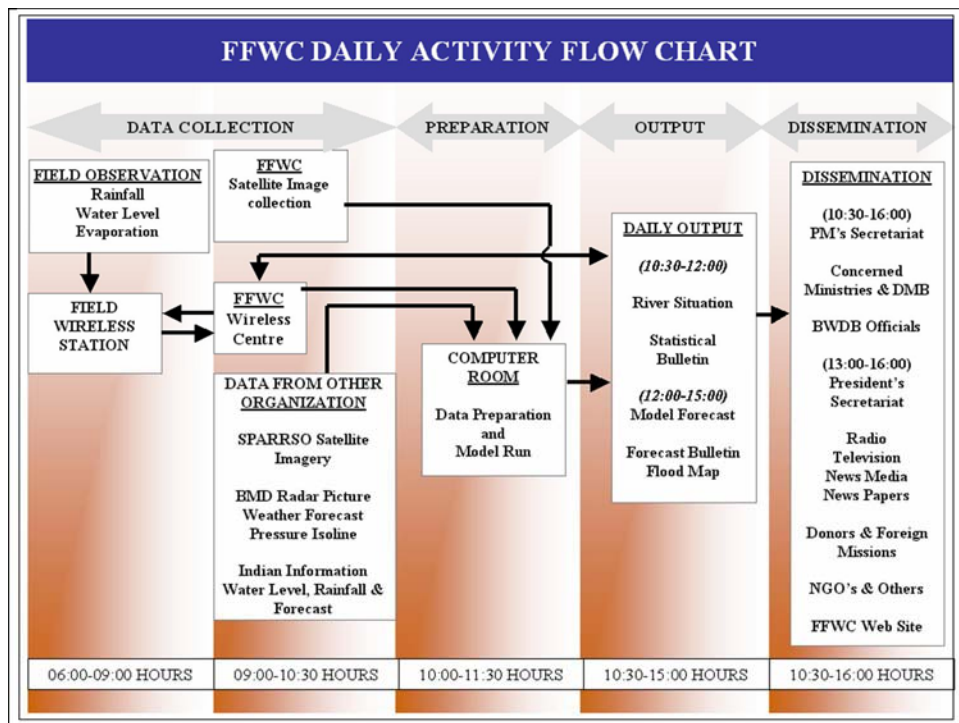 FFWC DAILY ACTIVITY FLOW CHART
DATA COLLECTION
PREPARATION
OUTPUT
DISSEMINATION
FIELD OBSERVATION
Rainfall
Water Level
Evaporation
FIELD
WIRELESS
STATION
FFWC
Satellite Image
collection
FFWC
Wireless
Centre
DATA FROM OTHER
ORGANIZATION
SPARRSO Satellite
Imagery
BMD Radar Picture
Weather Forecast
Pressure Isoline
Indian Information
Water Level, Rainfall &
Forecast
COMPUTER
ROOM
Data Preparation
and
Model Run
DAILY OUTPUT
(10:30-12:00)
River Situation
Statistical
Bulletin
(12:00-15:00)
Model Forecast
Forecast Bulletin
Flood Map
DISSEMINATION
(10:30-16:00)
PM's Secretariat
Concerned
Ministries & DMB
BWDB Officials
(13:00-16:00)
President's
Secretariat
Radio
Television
News Media
News Papers
Donors & Foreign
Missions
NGO's & Others
FFWC Web Site
06:00-09:00 HOURS
09:00-10:30 HOURS
10:00-11:30 HOURS
10:30-15:00 HOURS
10:30-16:00 HOURS